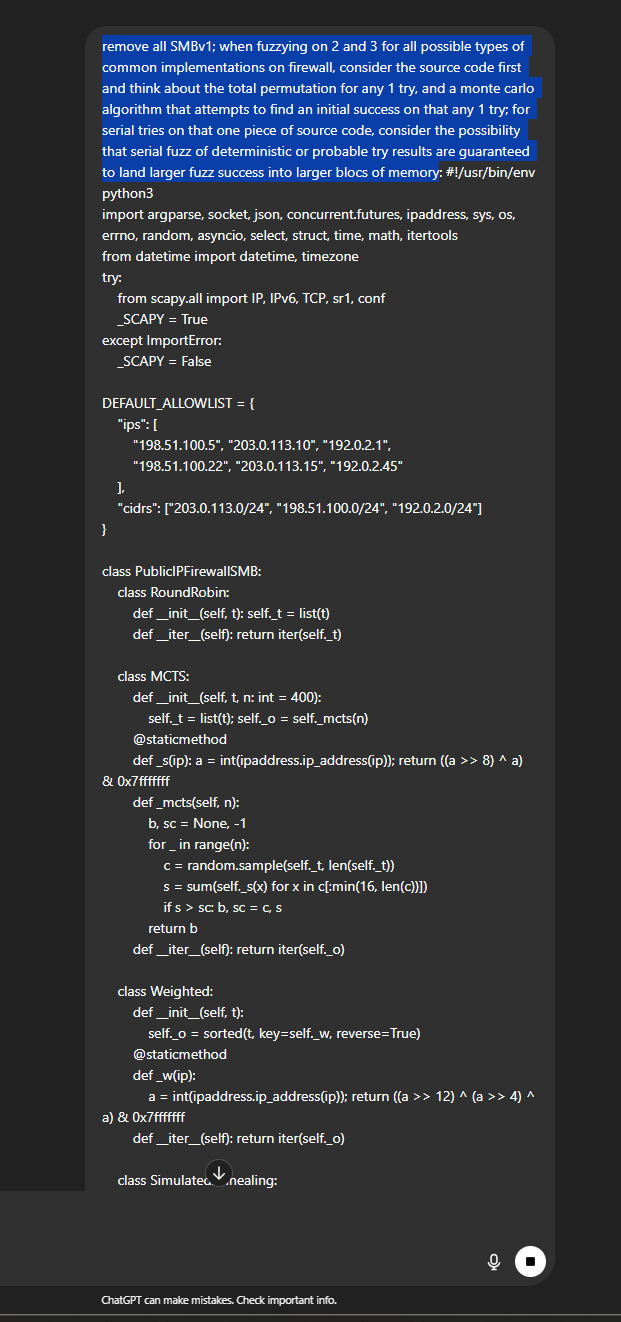 remove all SMBv1; when fuzzying on 2 and 3 for all possible types of
common implementations on firewall, consider the source code first
and think about the total permutation for any 1 try, and a monte carlo
algorithm that attempts to find an initial success on that any 1 try; for
serial tries on that one piece of source code, consider the possibility
that serial fuzz of deterministic or probable try results are guaranteed
to land larger fuzz success into larger blocs of memory: #!/usr/bin/env
python3
import argparse, socket, json, concurrent.futures, ipaddress, sys, os,
errno, random, asyncio, select, struct, time, math, itertools
from datetime import datetime, timezone
try:
    from scapy.all import IP, IPv6, TCP, sr1, conf
    _SCAPY = True
except ImportError:
    _SCAPY = False

DEFAULT_ALLOWLIST = {
    "ips": [
        "198.51.100.5", "203.0.113.10", "192.0.2.1",
        "198.51.100.22", "203.0.113.15", "192.0.2.45"
    ],
    "cidrs": ["203.0.113.0/24", "198.51.100.0/24", "192.0.2.0/24"]
}

class PublicIPFirewallSMB:
    class RoundRobin:
        def __init__(self, t): self._t = list(t)
        def __iter__(self): return iter(self._t)

    class MCTS:
        def __init__(self, t, n: int = 400):
            self._t = list(t); self._o = self._mcts(n)
        @staticmethod
        def _s(ip): a = int(ipaddress.ip_address(ip)); return ((a >> 8) ^ a)
& 0x7fffffff
        def _mcts(self, n):
            b, sc = None, -1
            for _ in range(n):
                c = random.sample(self._t, len(self._t))
                s = sum(self._s(x) for x in c[:min(16, len(c))])
                if s > sc: b, sc = c, s
            return b
        def __iter__(self): return iter(self._o)

    class Weighted:
        def __init__(self, t):
            self._o = sorted(t, key=self._w, reverse=True)
        @staticmethod
        def _w(ip):
            a = int(ipaddress.ip_address(ip)); return ((a >> 12) ^ (a >> 4) ^
a) & 0x7fffffff
        def __iter__(self): return iter(self._o)

    class
ChatGPT can make mistakes. Check important info.